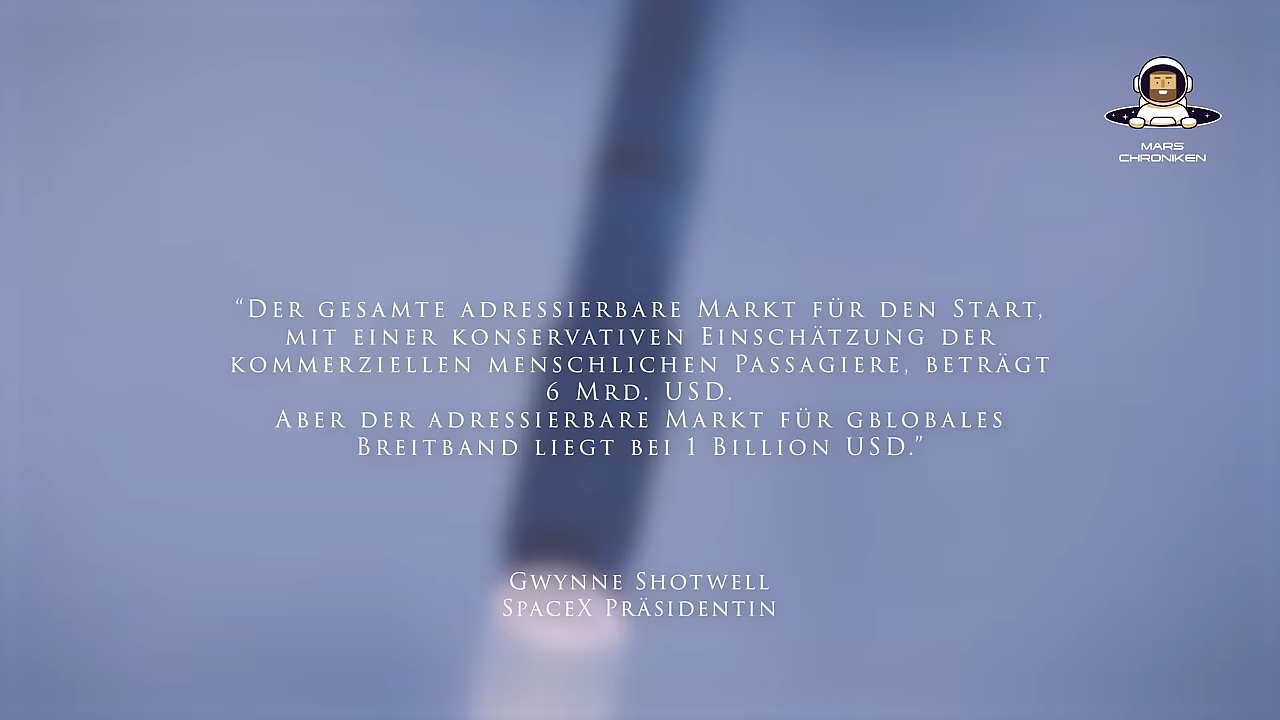 “Der gesamte adressierbare Markt für den Start,
mit einer konservativen Einschätzung der
kommerziellen menschlichen Passagiere, beträgt
6 Mrd. USD.
Aber der adressierbare Markt für gblobales
Breitband liegt bei 1 Billion USD.”
Gwynne Shotwell
SpaceX Präsidentin
MARS
CHRONIKEN